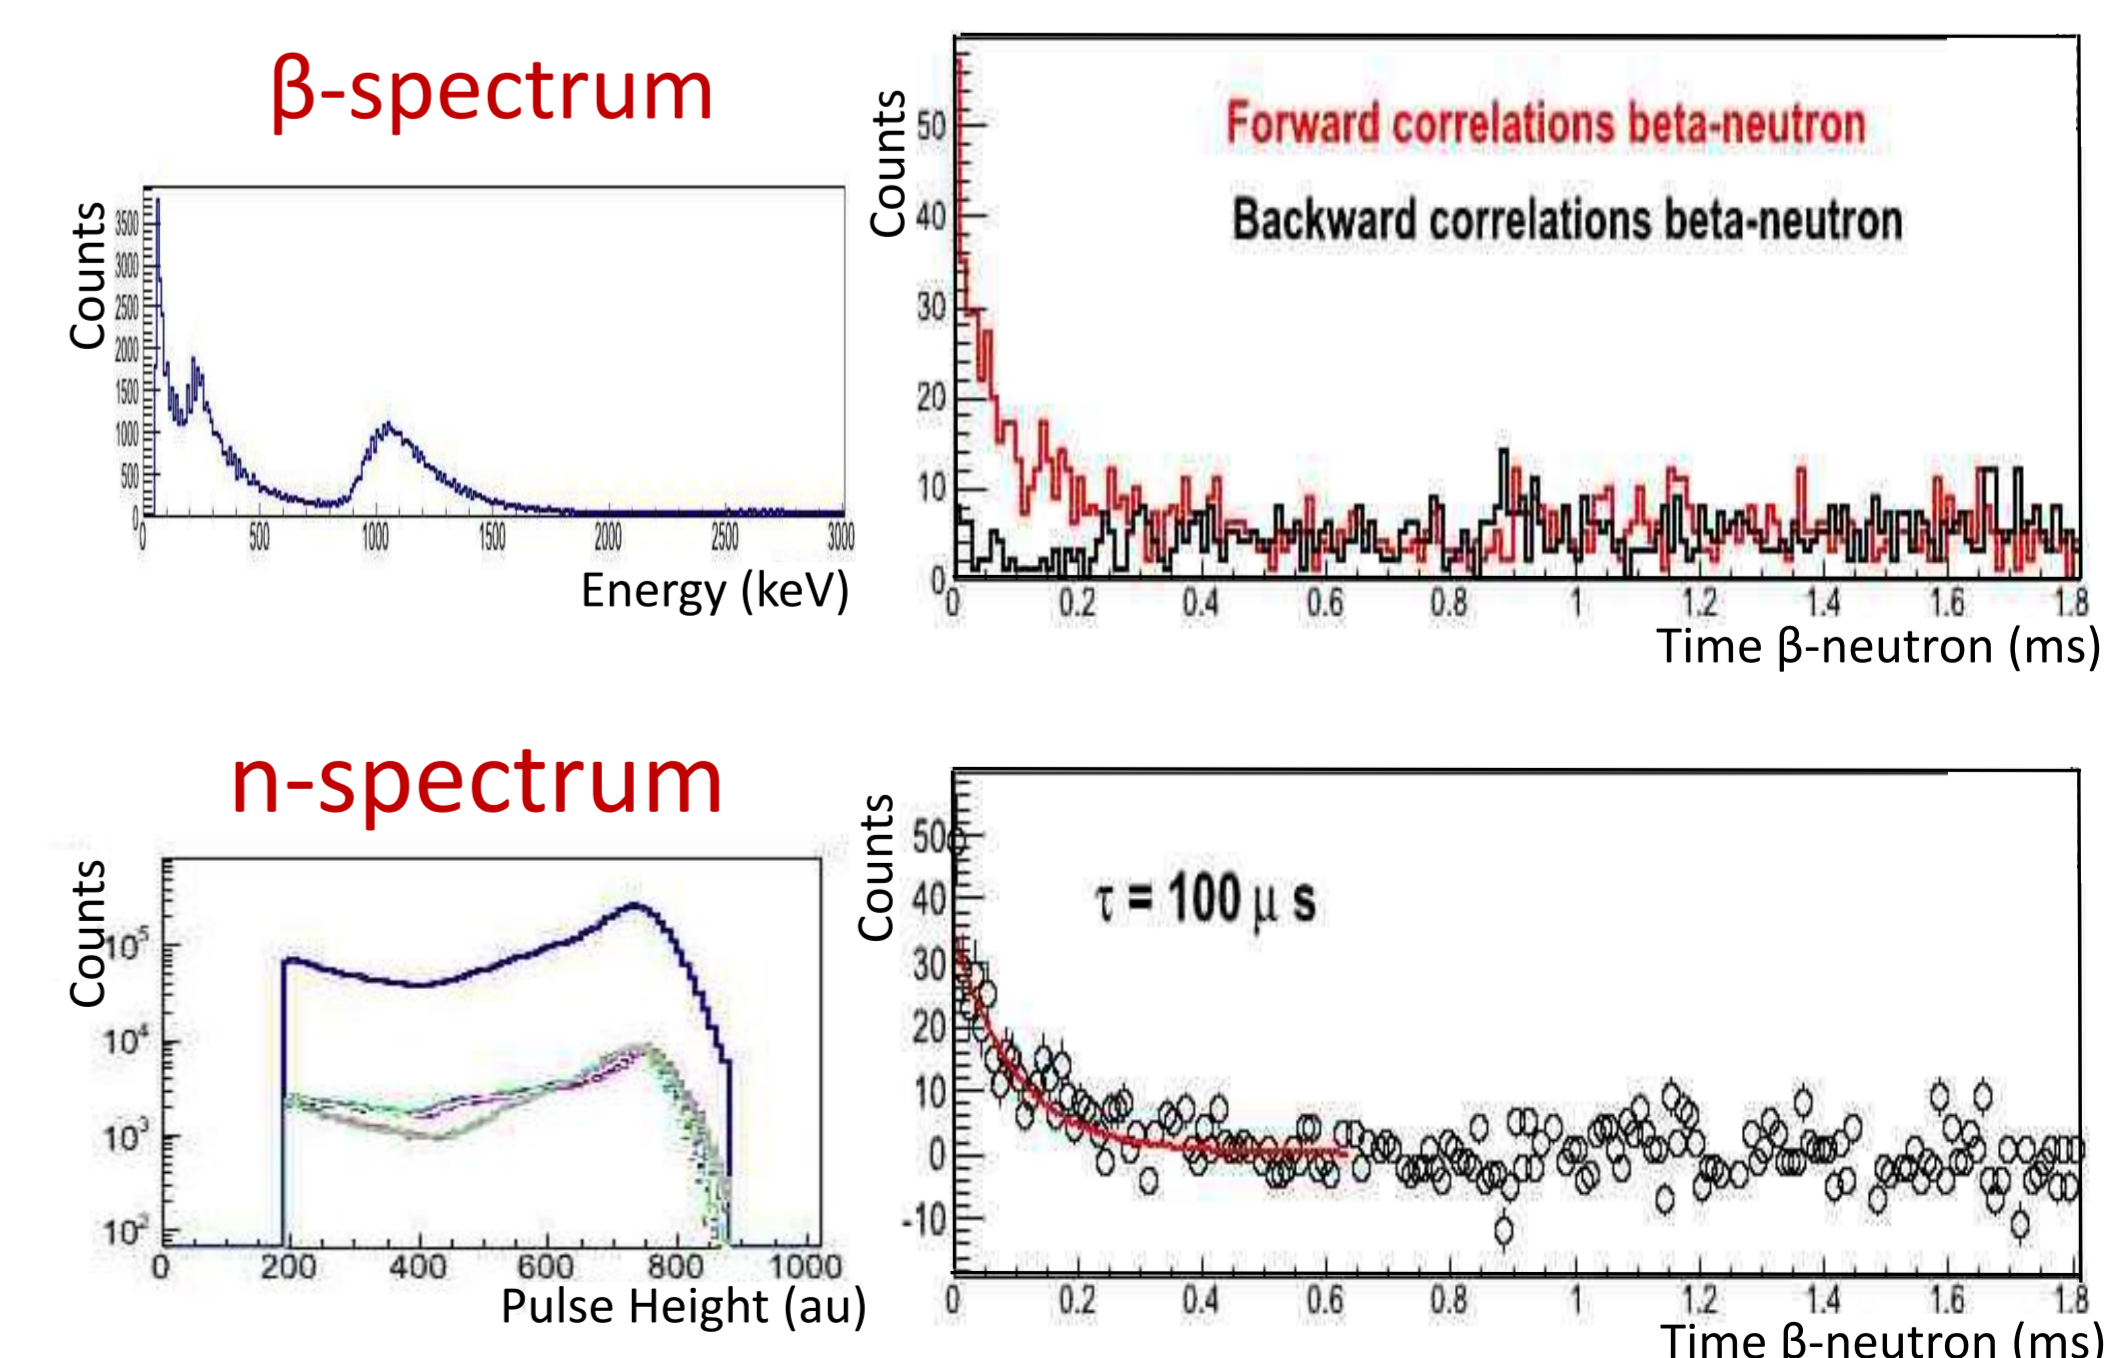 β-spectrum
Counts
3500
3000
2500
2000
1500
1000
500
0
0 500 1000 1500 2000 2500 3000
Energy (keV)
Counts
50
40
30
20
10
0
Forward correlations beta-neutron
Backward correlations beta-neutron
0 0.2 0.4 0.6 0.8 1 1.2 1.4 1.6 1.8
Time β-neutron (ms)
n-spectrum
Counts
10⁵
10⁴
10³
10²
0 200 400 600 800 1000
Pulse Height (au)
Counts
50
40
30
20
10
0
-10
τ = 100 μ s
0 0.2 0.4 0.6 0.8 1 1.2 1.4 1.6 1.8
Time β-neutron (ms)